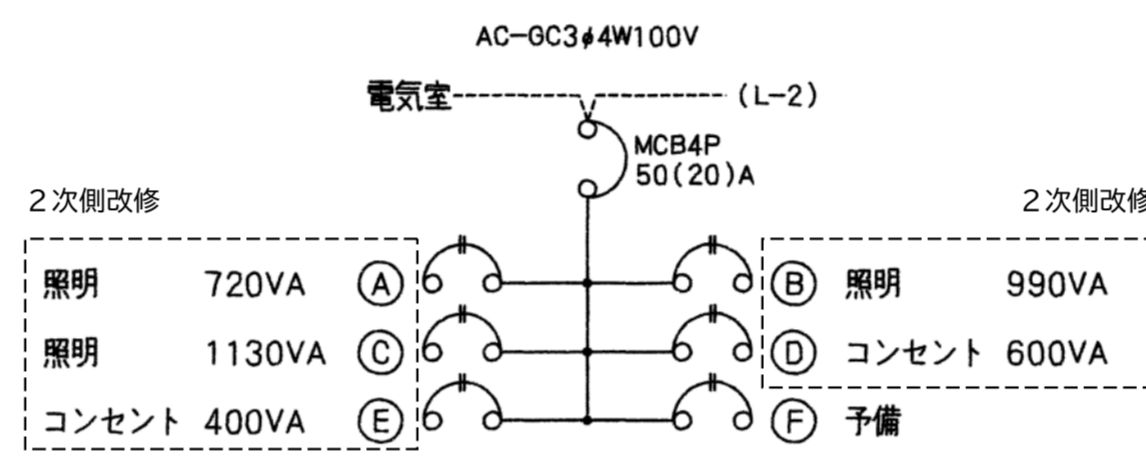 AC-GC3φ4W100V
電気室 (L-2)
MCB4P
50(20)A
2次側改修 2次側改修
照明 720VA A B 照明 990VA
照明 1130VA C D コンセント 600VA
コンセント 400VA E F 予備